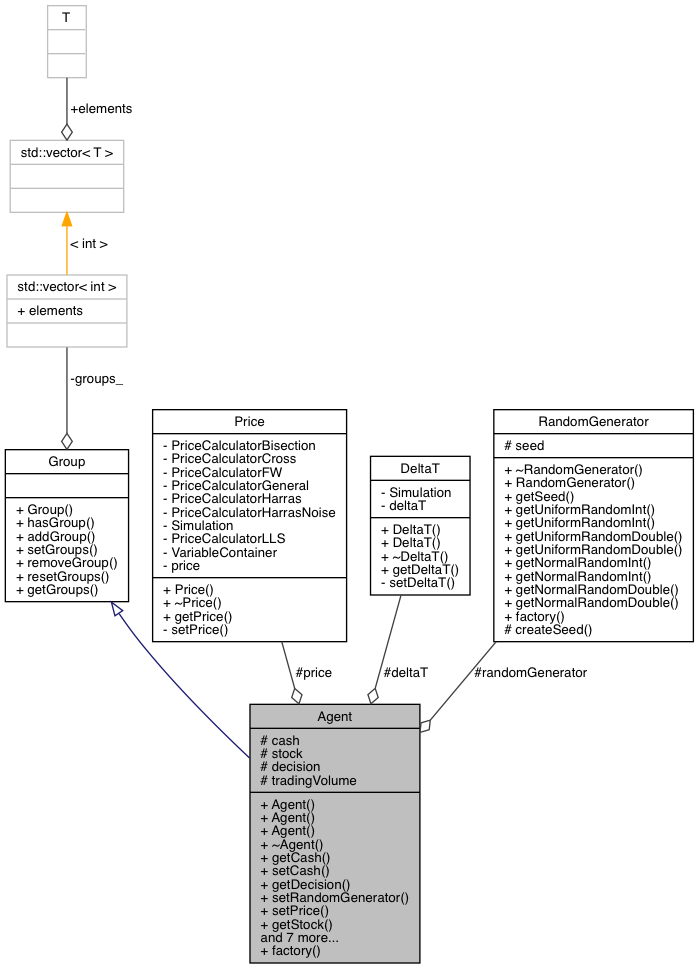 T
+elements
std::vector< T >
< int >
std::vector< int >
+ elements
-groups_
Group
+ Group()
+ hasGroup()
+ addGroup()
+ setGroups()
+ removeGroup()
+ resetGroups()
+ getGroups()
Price
- PriceCalculatorBisection
- PriceCalculatorCross
- PriceCalculatorFW
- PriceCalculatorGeneral
- PriceCalculatorHarras
- PriceCalculatorHarrasNoise
- Simulation
- PriceCalculatorLLS
- VariableContainer
- price
+ Price()
+ ~Price()
+ getPrice()
- setPrice()
DeltaT
- Simulation
- deltaT
+ DeltaT()
+ DeltaT()
+ ~DeltaT()
+ getDeltaT()
- setDeltaT()
RandomGenerator
# seed
+ ~RandomGenerator()
+ RandomGenerator()
+ getSeed()
+ getUniformRandomInt()
+ getUniformRandomInt()
+ getUniformRandomDouble()
+ getUniformRandomDouble()
+ getNormalRandomInt()
+ getNormalRandomInt()
+ getNormalRandomDouble()
+ getNormalRandomDouble()
+ factory()
# createSeed()
#price
#deltaT
#randomGenerator
Agent
# cash
# stock
# decision
# tradingVolume
+ Agent()
+ Agent()
+ Agent()
+ ~Agent()
+ getCash()
+ setCash()
+ getDecision()
+ setRandomGenerator()
+ setPrice()
+ getStock()
and 7 more...
+ factory()